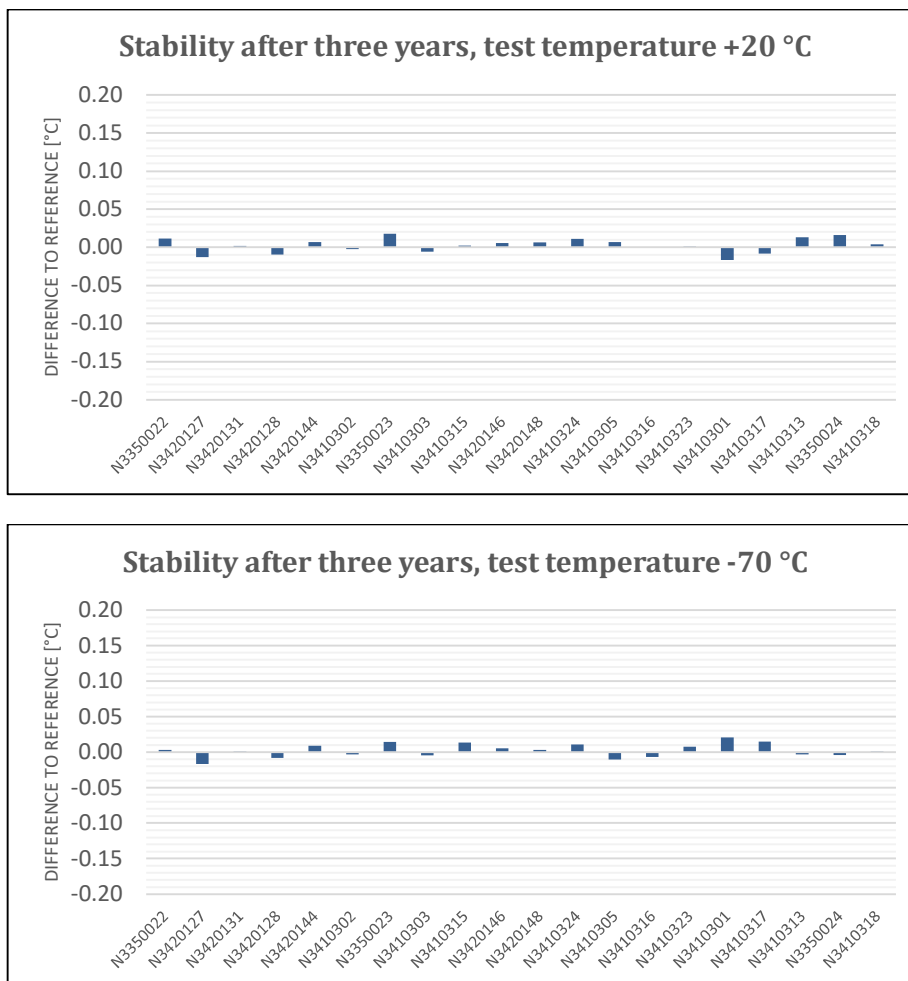 Stability after three years, test temperature +20 °C
DIFFERENCE TO REFERENCE [°C]
0.20
0.15
0.10
0.05
0.00
-0.05
-0.10
-0.15
-0.20
N3350022
N3420127
N3420131
N3420128
N3420144
N3410302
N3350023
N3410303
N3410315
N3420146
N3420148
N3410324
N3410305
N3410316
N3410323
N3410301
N3410317
N3410313
N3350024
N3410318
Stability after three years, test temperature -70 °C
DIFFERENCE TO REFERENCE [°C]
0.20
0.15
0.10
0.05
0.00
-0.05
-0.10
-0.15
-0.20
N3350022
N3420127
N3420131
N3420128
N3420144
N3410302
N3350023
N3410303
N3410315
N3420146
N3420148
N3410324
N3410305
N3410316
N3410323
N3410301
N3410317
N3410313
N3350024
N3410318